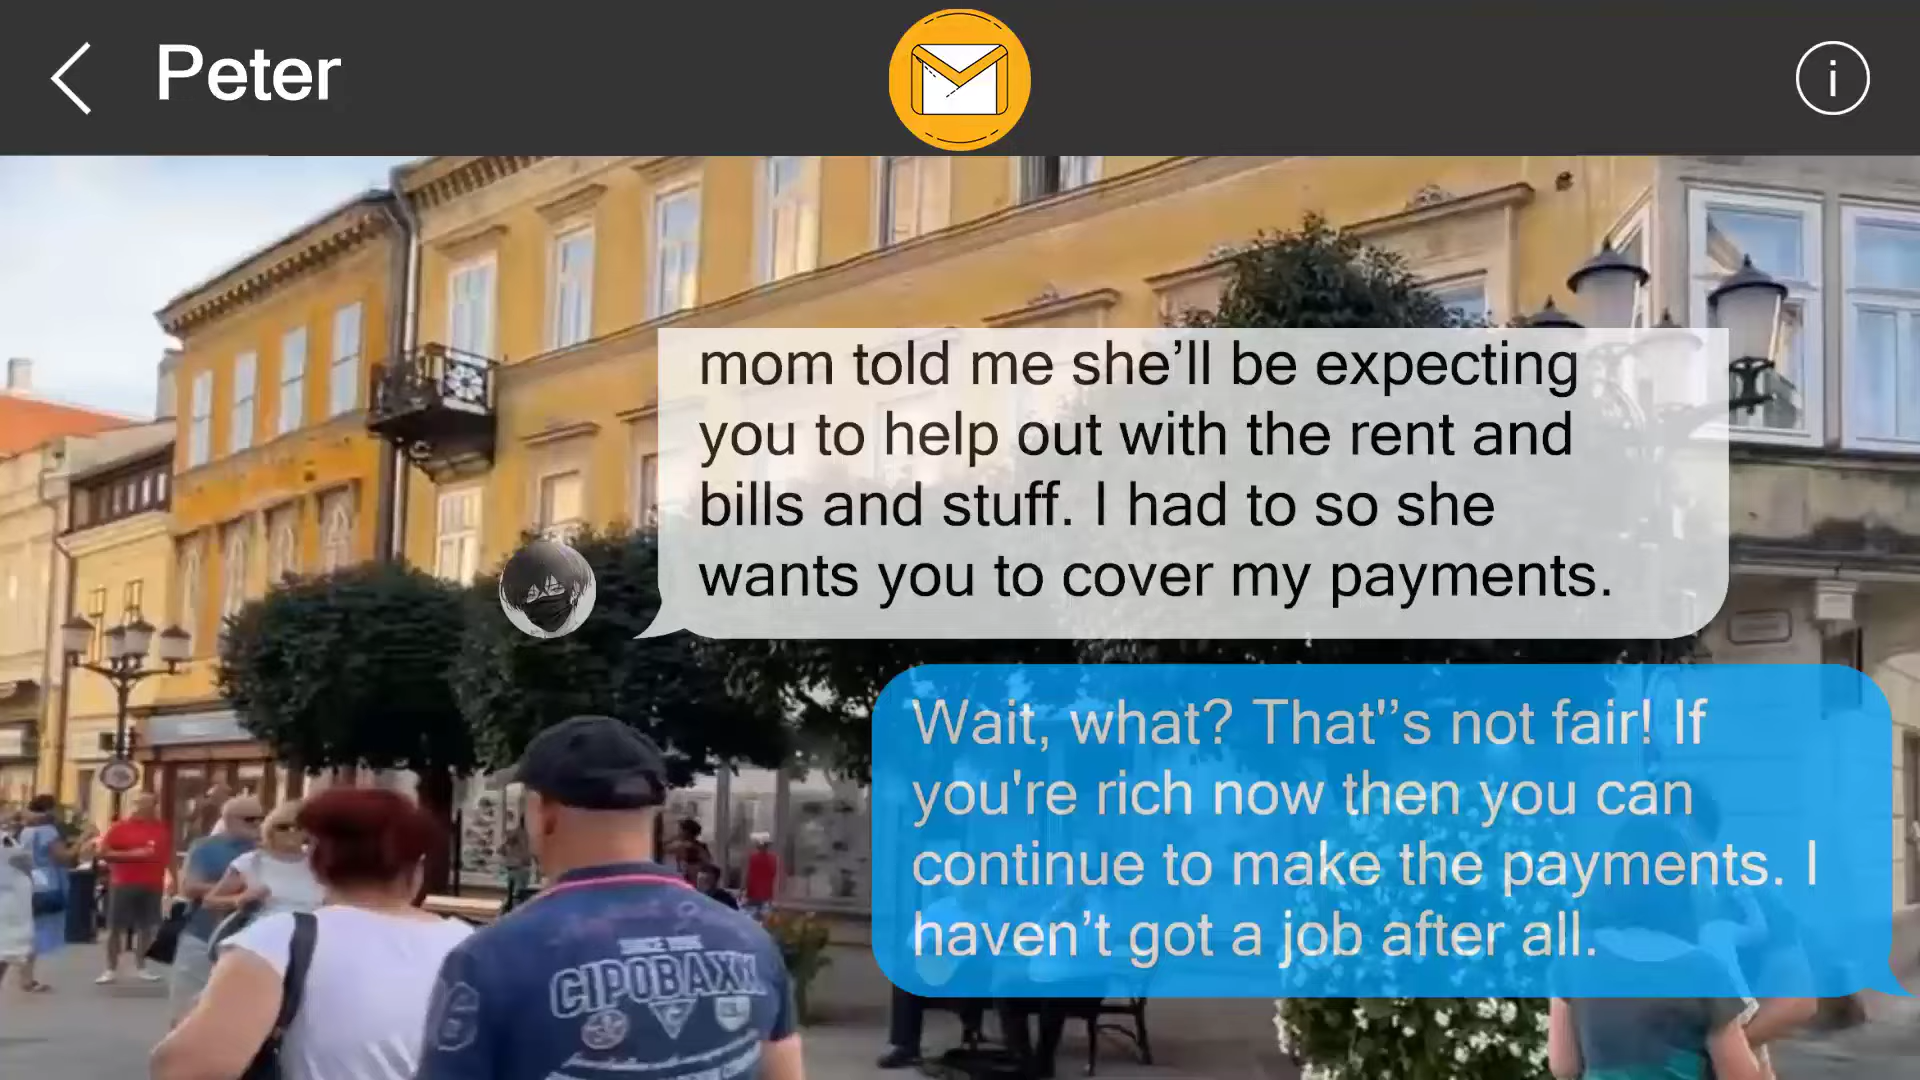 Peter
i
mom told me she’ll be expecting
you to help out with the rent and
bills and stuff. I had to so she
wants you to cover my payments.
Wait, what? That"’s not fair! If
you're rich now then you can
continue to make the payments. I
haven’t got a job after all.
CIPOBAXX